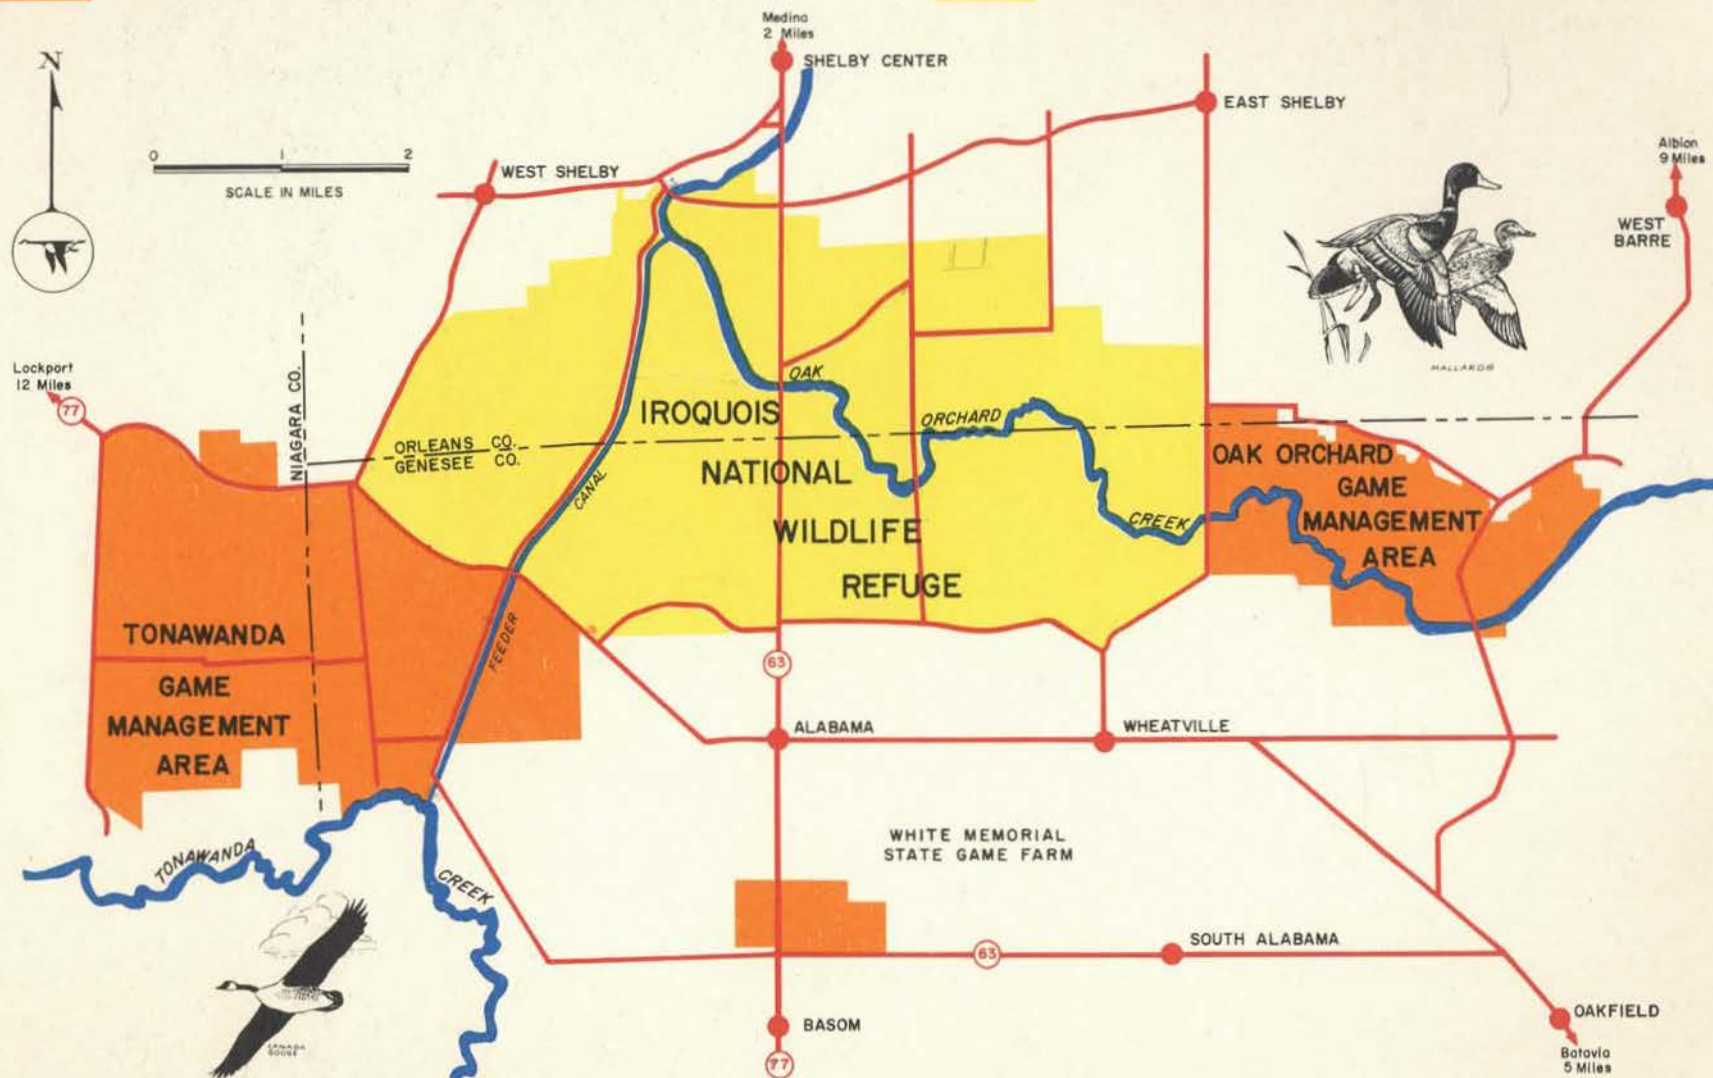 Medina
2 Miles
N
SHELBY CENTER
EAST SHELBY
0 1 2
SCALE IN MILES
WEST SHELBY
Albion
9 Miles
WEST
BARRE
MALLARDS
Lockport
12 Miles
77
NIAGARA CO.
ORLEANS CO.
GENESEE CO.
OAK
ORCHARD
CREEK
IROQUOIS
NATIONAL
WILDLIFE
REFUGE
CANAL
FEEDER
OAK ORCHARD
GAME
MANAGEMENT
AREA
TONAWANDA
GAME
MANAGEMENT
AREA
63
ALABAMA
WHEATVILLE
WHITE MEMORIAL
STATE GAME FARM
TONAWANDA
CREEK
CANADA
GOOSE
63
SOUTH ALABAMA
BASOM
77
OAKFIELD
Batavia
5 Miles